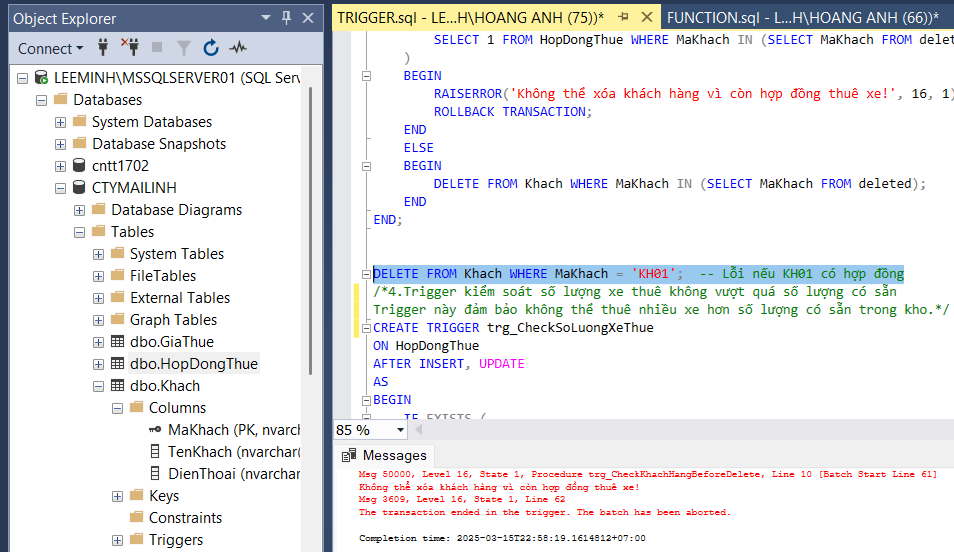 Object Explorer
Connect
LEEMINH\MSSQLSERVER01 (SQL Serv
Databases
System Databases
Database Snapshots
cntt1702
CTYMAILINH
Database Diagrams
Tables
System Tables
FileTables
External Tables
Graph Tables
dbo.GiaThue
dbo.HopDongThue
dbo.Khach
Columns
MaKhach (PK, nvarch
TenKhach (nvarchar(
DienThoai (nvarchar
Keys
Constraints
Triggers
TRIGGER.sql - LE...H\HOANG ANH (75))*
FUNCTION.sql - L...H\HOANG ANH (66))*
SELECT 1 FROM HopDongThue WHERE MaKhach IN (SELECT MaKhach FROM delet
)
BEGIN
RAISERROR('Không thể xóa khách hàng vì còn hợp đồng thuê xe!', 16, 1)
ROLLBACK TRANSACTION;
END
ELSE
BEGIN
DELETE FROM Khach WHERE MaKhach IN (SELECT MaKhach FROM deleted);
END
END;
DELETE FROM Khach WHERE MaKhach = 'KH01'; -- Lỗi nếu KH01 có hợp đồng
/*4.Trigger kiểm soát số lượng xe thuê không vượt quá số lượng có sẵn
Trigger này đảm bảo không thể thuê nhiều xe hơn số lượng có sẵn trong kho.*/
CREATE TRIGGER trg_CheckSoLuongXeThue
ON HopDongThue
AFTER INSERT, UPDATE
AS
BEGIN
IF EXISTS (
85 %
Messages
Msg 50000, Level 16, State 1, Procedure trg_CheckKhachHangBeforeDelete, Line 10 [Batch Start Line 61]
Không thể xóa khách hàng vì còn hợp đồng thuê xe!
Msg 3609, Level 16, State 1, Line 62
The transaction ended in the trigger. The batch has been aborted.
Completion time: 2025-03-15T22:58:19.1614812+07:00